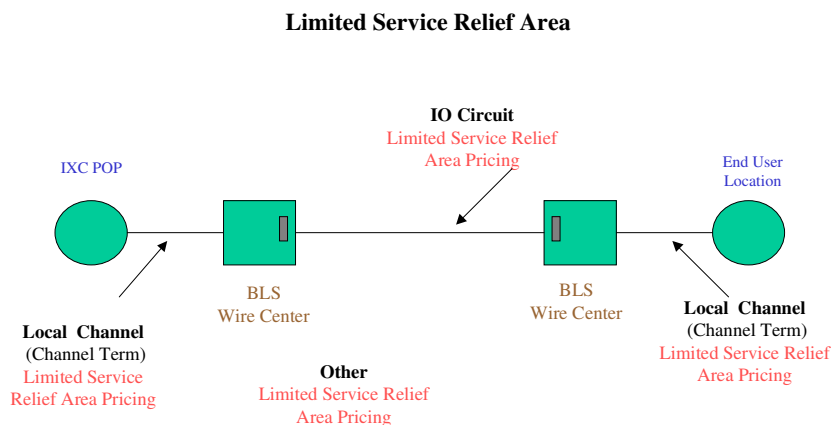 Limited Service Relief Area
IO Circuit
Limited Service Relief
Area Pricing
IXC POP
End User
Location
BLS
Wire Center
BLS
Wire Center
Local Channel
(Channel Term)
Limited Service
Relief Area Pricing
Local Channel
(Channel Term)
Limited Service Relief
Area Pricing
Other
Limited Service Relief
Area Pricing